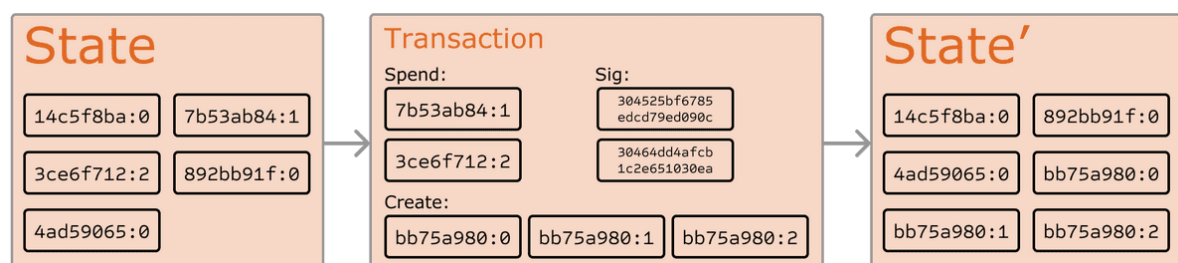 State
14c5f8ba:0 7b53ab84:1
3ce6f712:2 892bb91f:0
4ad59065:0
Transaction
Spend: Sig:
7b53ab84:1 304525bf6785
edcd79ed090c
3ce6f712:2 30464dd4afcb
1c2e651030ea
Create:
bb75a980:0 bb75a980:1 bb75a980:2
State′
14c5f8ba:0 892bb91f:0
4ad59065:0 bb75a980:0
bb75a980:1 bb75a980:2